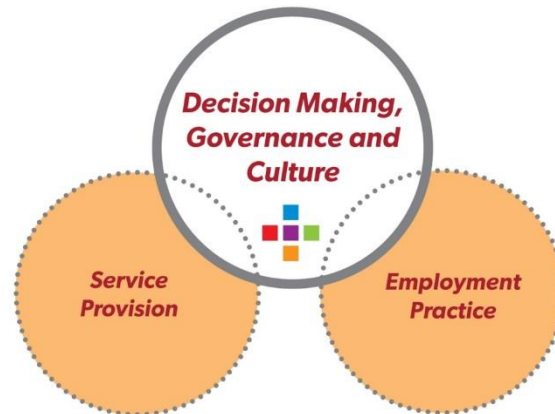 Decision Making,
Governance and
Culture
Service
Provision
Employment
Practice